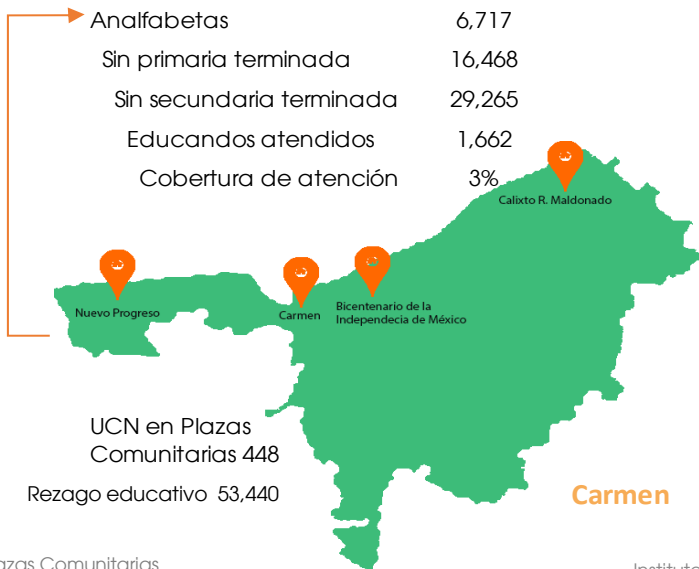 Analfabetas 6,717
Sin primaria terminada 16,468
Sin secundaria terminada 29,265
Educandos atendidos 1,662
Cobertura de atención 3%
Calixto R. Maldonado
Nuevo Progreso
Carmen
Bicentenario de la
Independecia de México
UCN en Plazas
Comunitarias 448
Rezago educativo 53,440
Carmen
Comunitarias